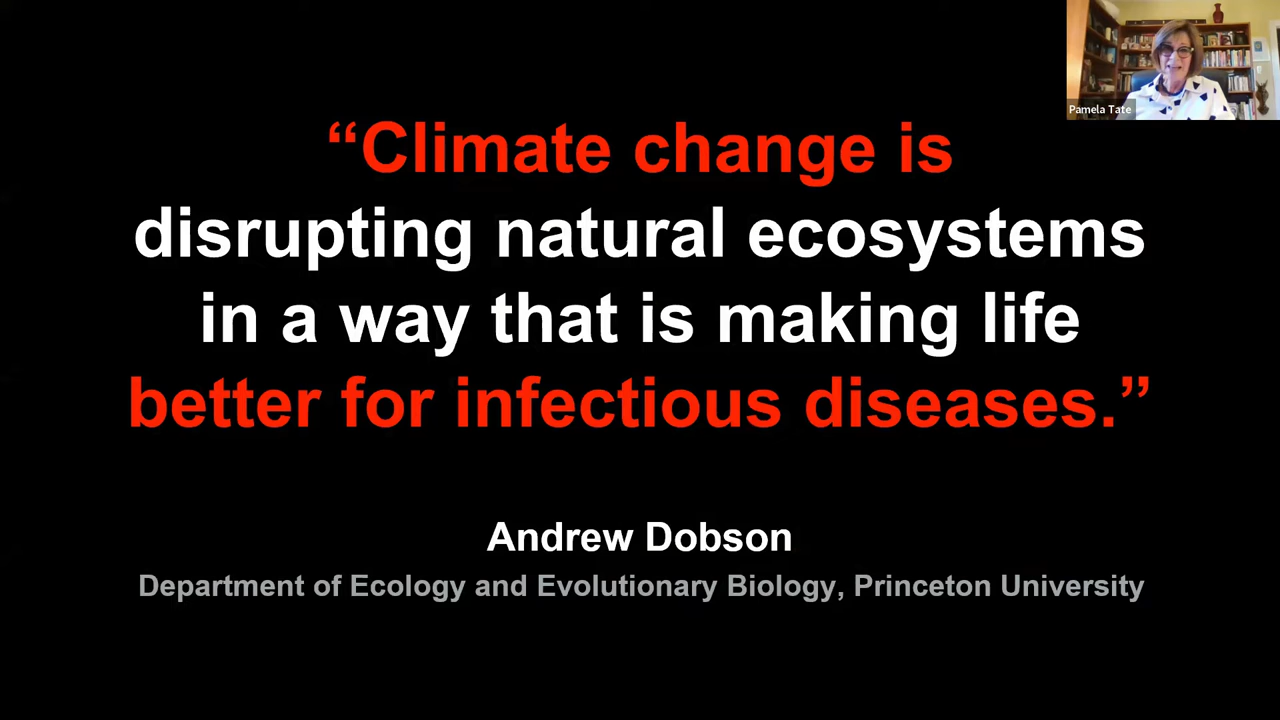 Pamela Tate
“Climate change is
disrupting natural ecosystems
in a way that is making life
better for infectious diseases.”
Andrew Dobson
Department of Ecology and Evolutionary Biology, Princeton University